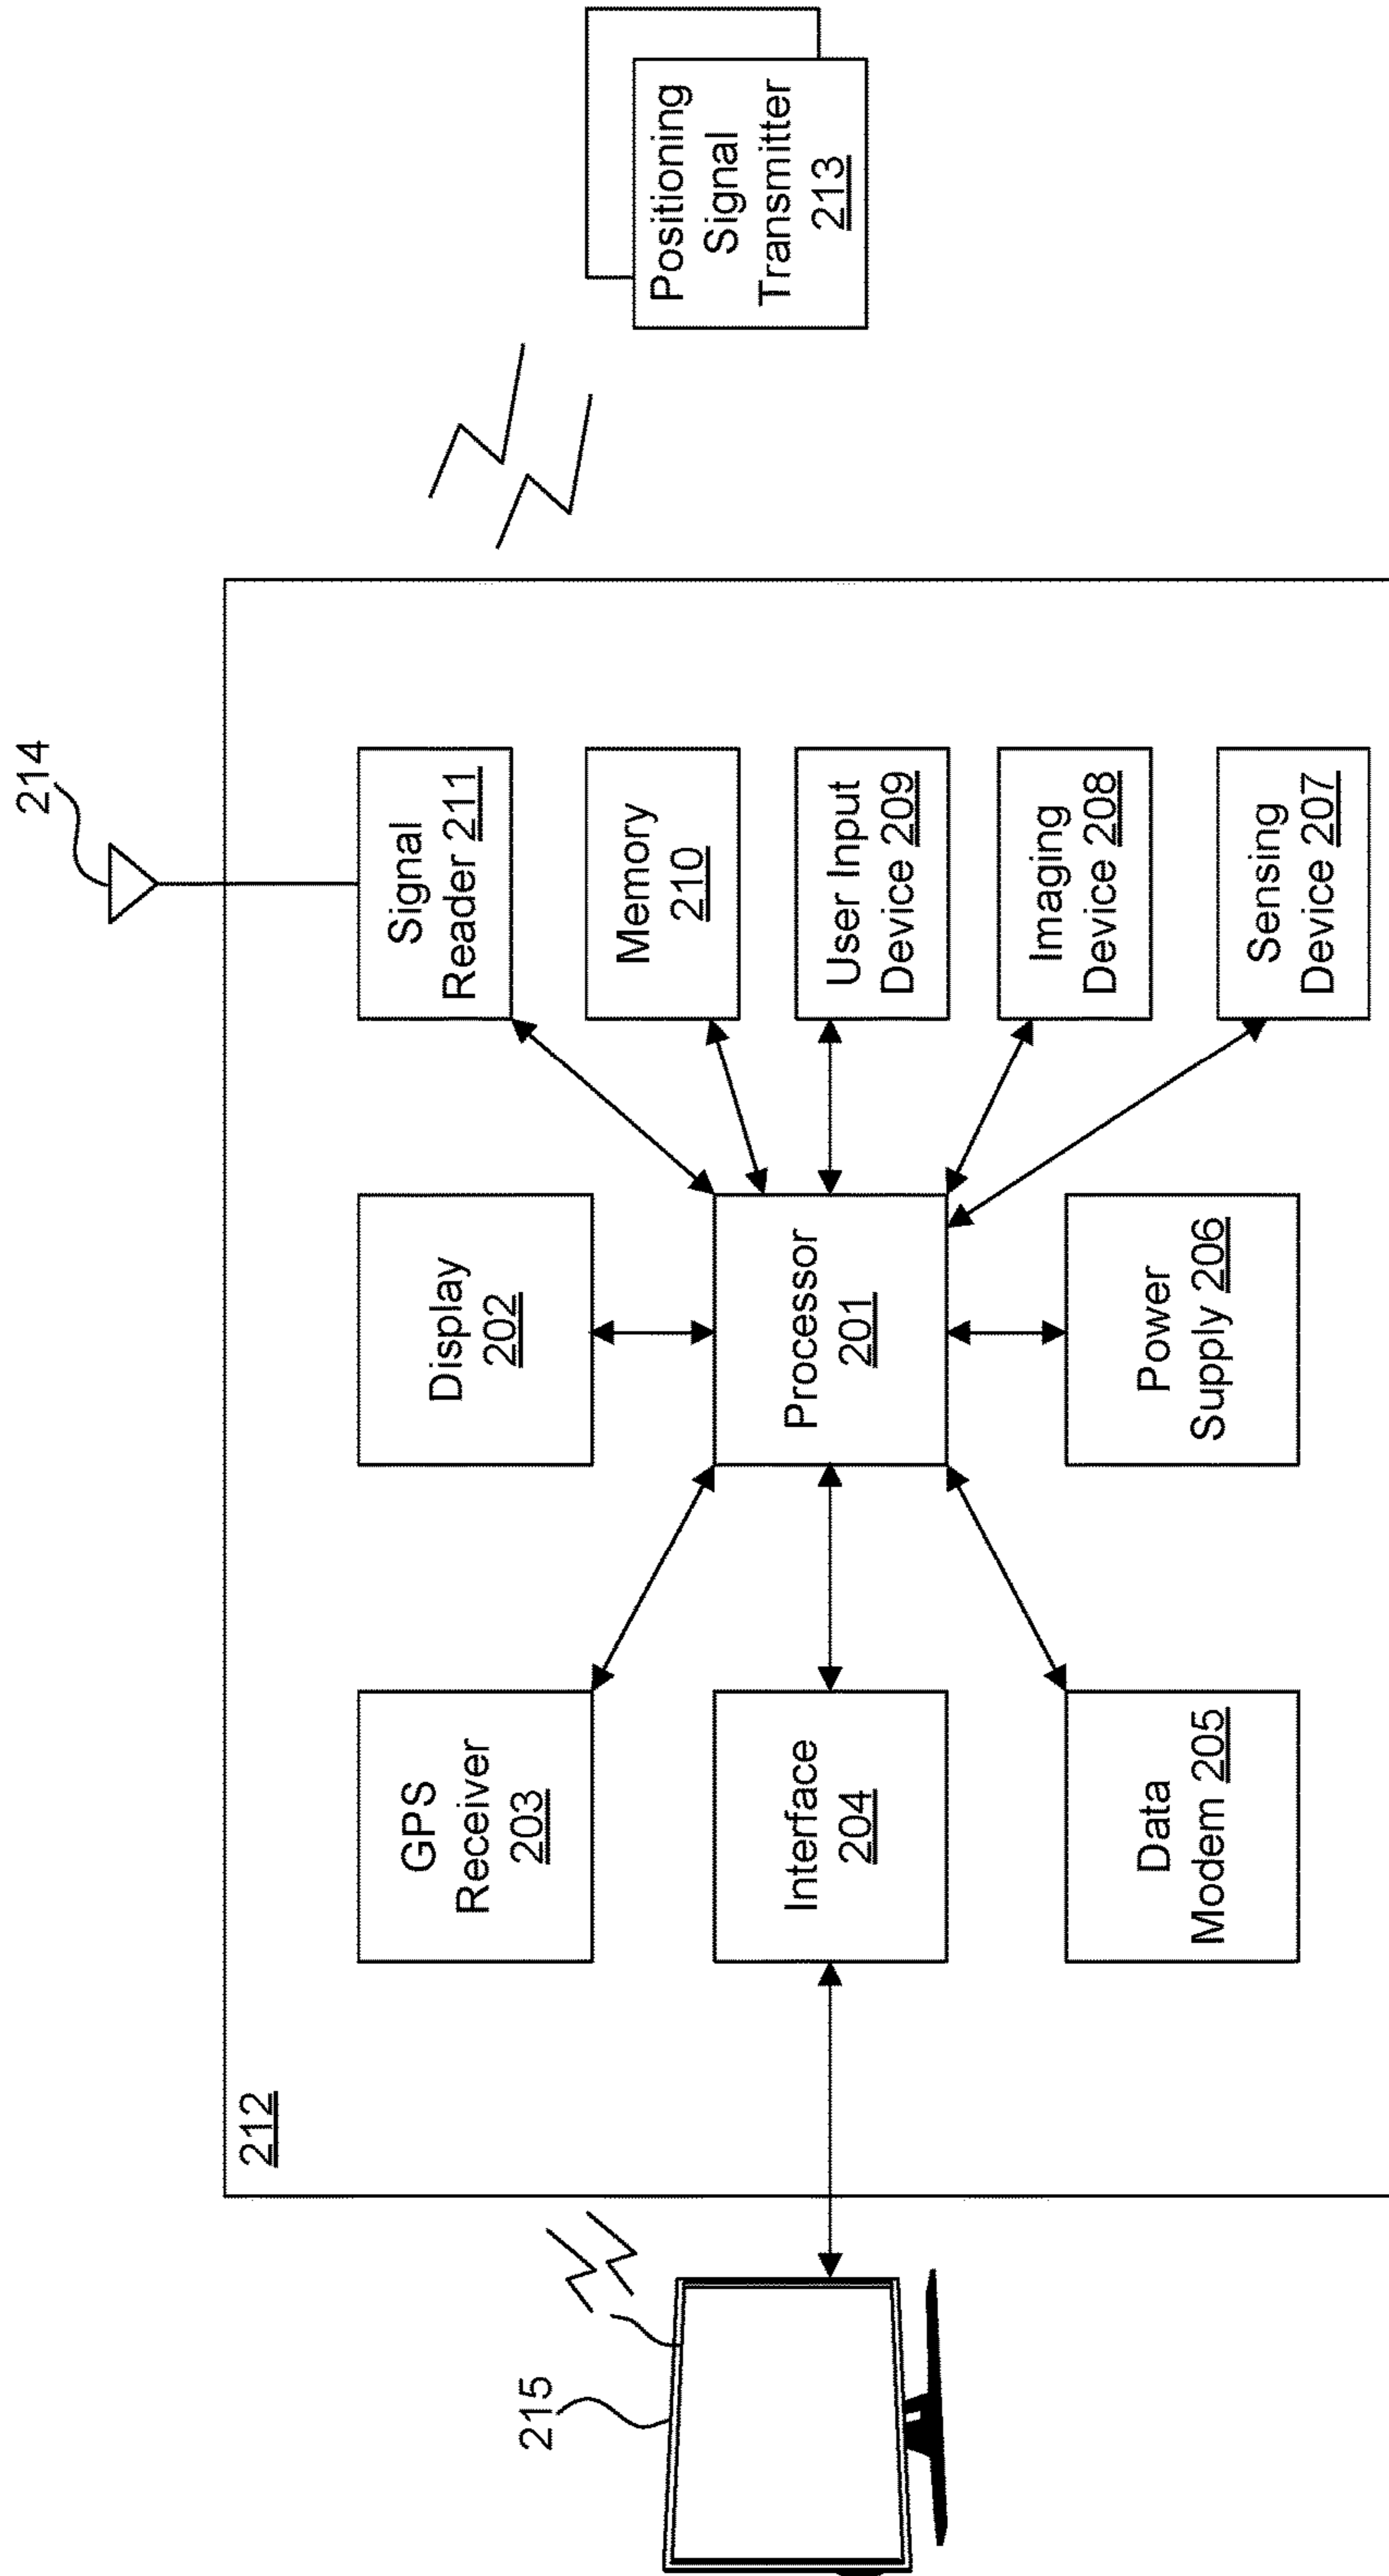 214
212
215
GPS
Receiver
203
Display
202
Signal
Reader 211
Memory
210
Interface
204
Processor
201
User Input
Device 209
Imaging
Device 208
Data
Modem 205
Power
Supply 206
Sensing
Device 207
Positioning
Signal
Transmitter
213